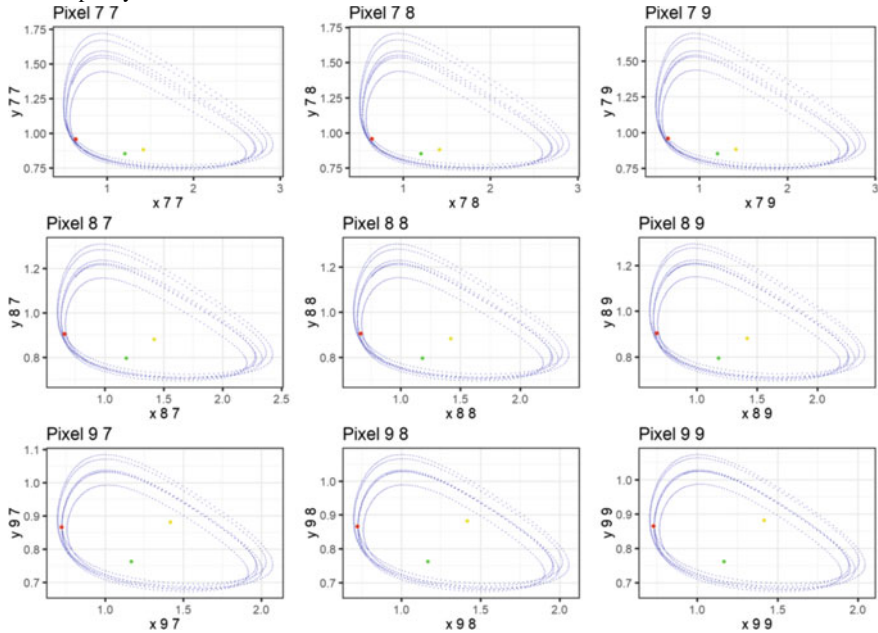 Pixel 7 7
Pixel 7 8
Pixel 7 9
1.75
1.50
1.25
1.00
0.75
y 7 7
1
2
3
x 7 7
1.75
1.50
1.25
1.00
0.75
y 7 8
1
2
3
x 7 8
1.50
1.25
1.00
0.75
y 7 9
1
2
3
x 7 9
Pixel 8 7
Pixel 8 8
Pixel 8 9
1.2
1.0
0.8
y 8 7
1.0
1.5
2.0
2.5
x 8 7
1.2
1.0
0.8
y 8 8
1.0
1.5
2.0
x 8 8
1.2
1.0
0.8
y 8 9
1.0
1.5
2.0
x 8 9
Pixel 9 7
Pixel 9 8
Pixel 9 9
1.1
1.0
0.9
0.8
0.7
y 9 7
1.0
1.5
2.0
x 9 7
1.0
0.9
0.8
0.7
y 9 8
1.0
1.5
2.0
x 9 8
1.0
0.9
0.8
0.7
y 9 9
1.0
1.5
2.0
x 9 9